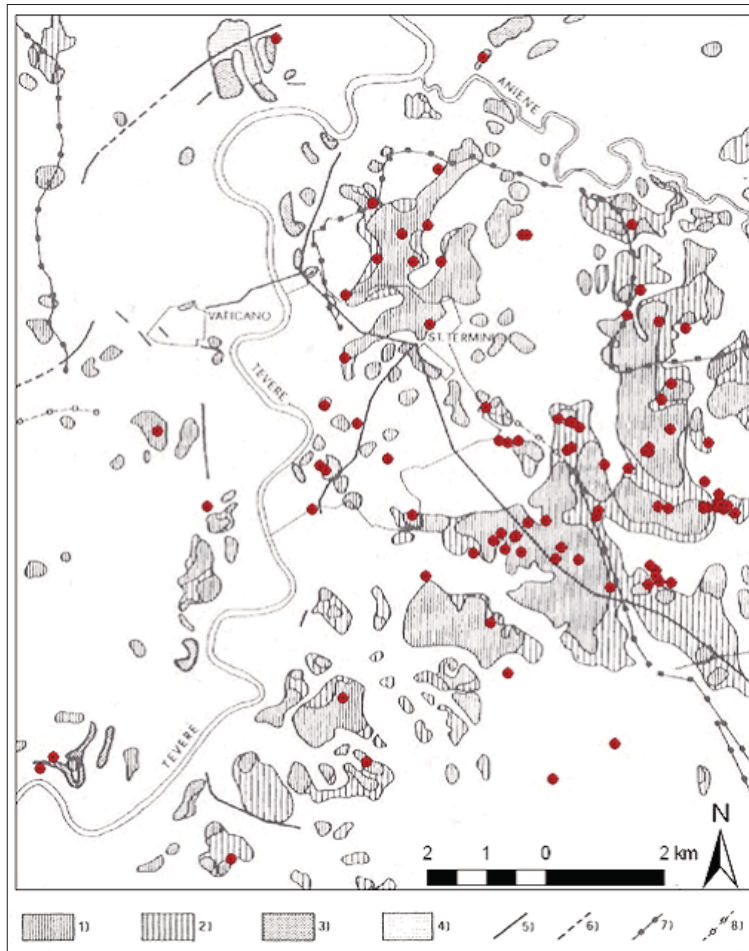 ANIENE
VATICANO
ST. TERMINI
TEVERE
TEVERE
N
2 1 0 2 km
1) 2) 3) 4) 5) 6) 7) 8)